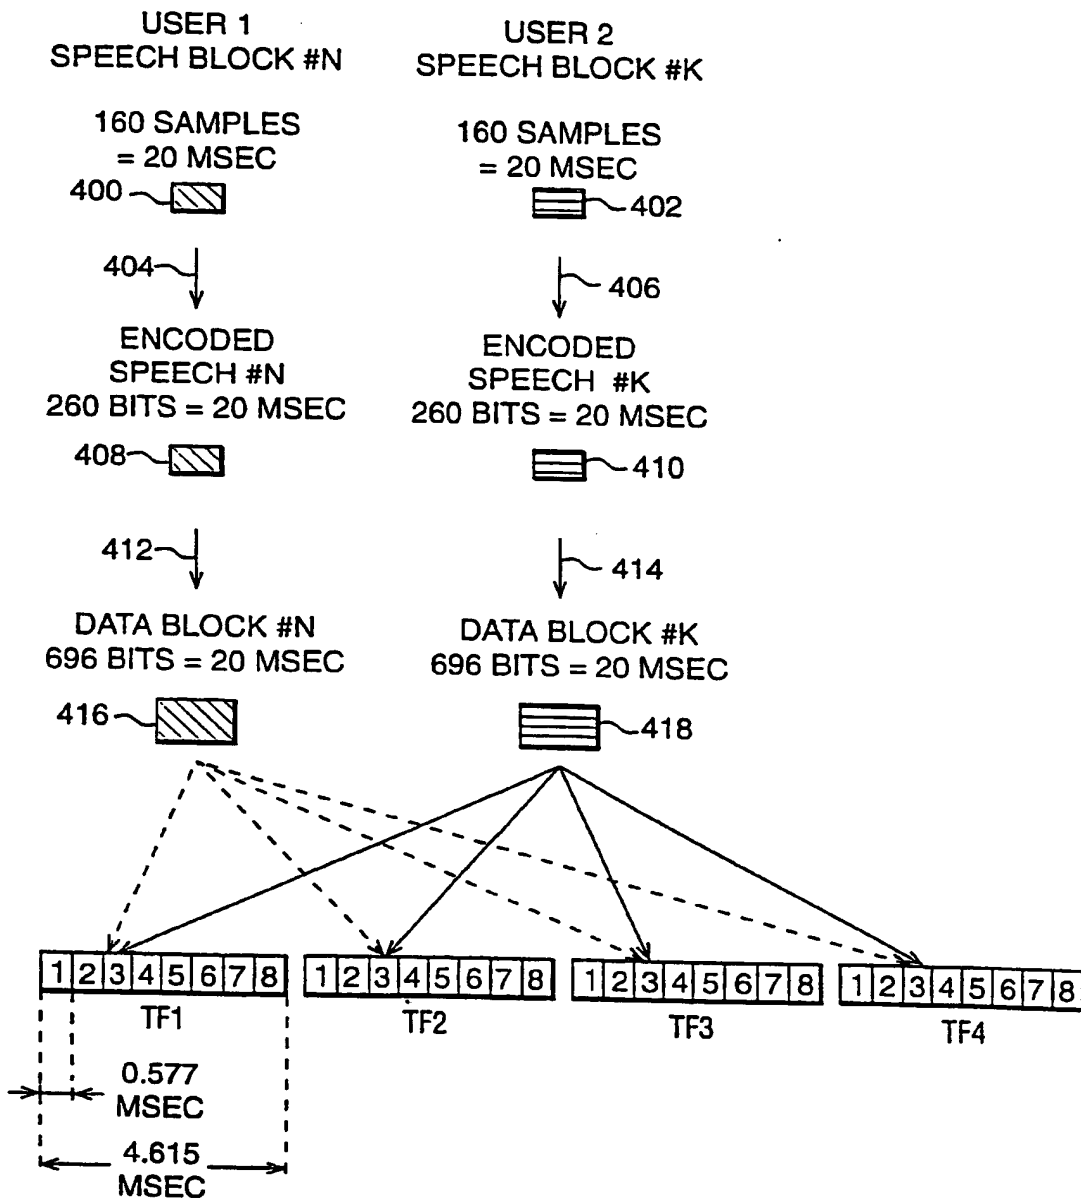 USER 1
SPEECH BLOCK #N
USER 2
SPEECH BLOCK #K
160 SAMPLES
= 20 MSEC
160 SAMPLES
= 20 MSEC
400
402
404
406
ENCODED
SPEECH #N
260 BITS = 20 MSEC
ENCODED
SPEECH #K
260 BITS = 20 MSEC
408
410
412
414
DATA BLOCK #N
696 BITS = 20 MSEC
DATA BLOCK #K
696 BITS = 20 MSEC
416
418
1 2 3 4 5 6 7 8
1 2 3 4 5 6 7 8
1 2 3 4 5 6 7 8
1 2 3 4 5 6 7 8
TF1
TF2
TF3
TF4
0.577
MSEC
4.615
MSEC